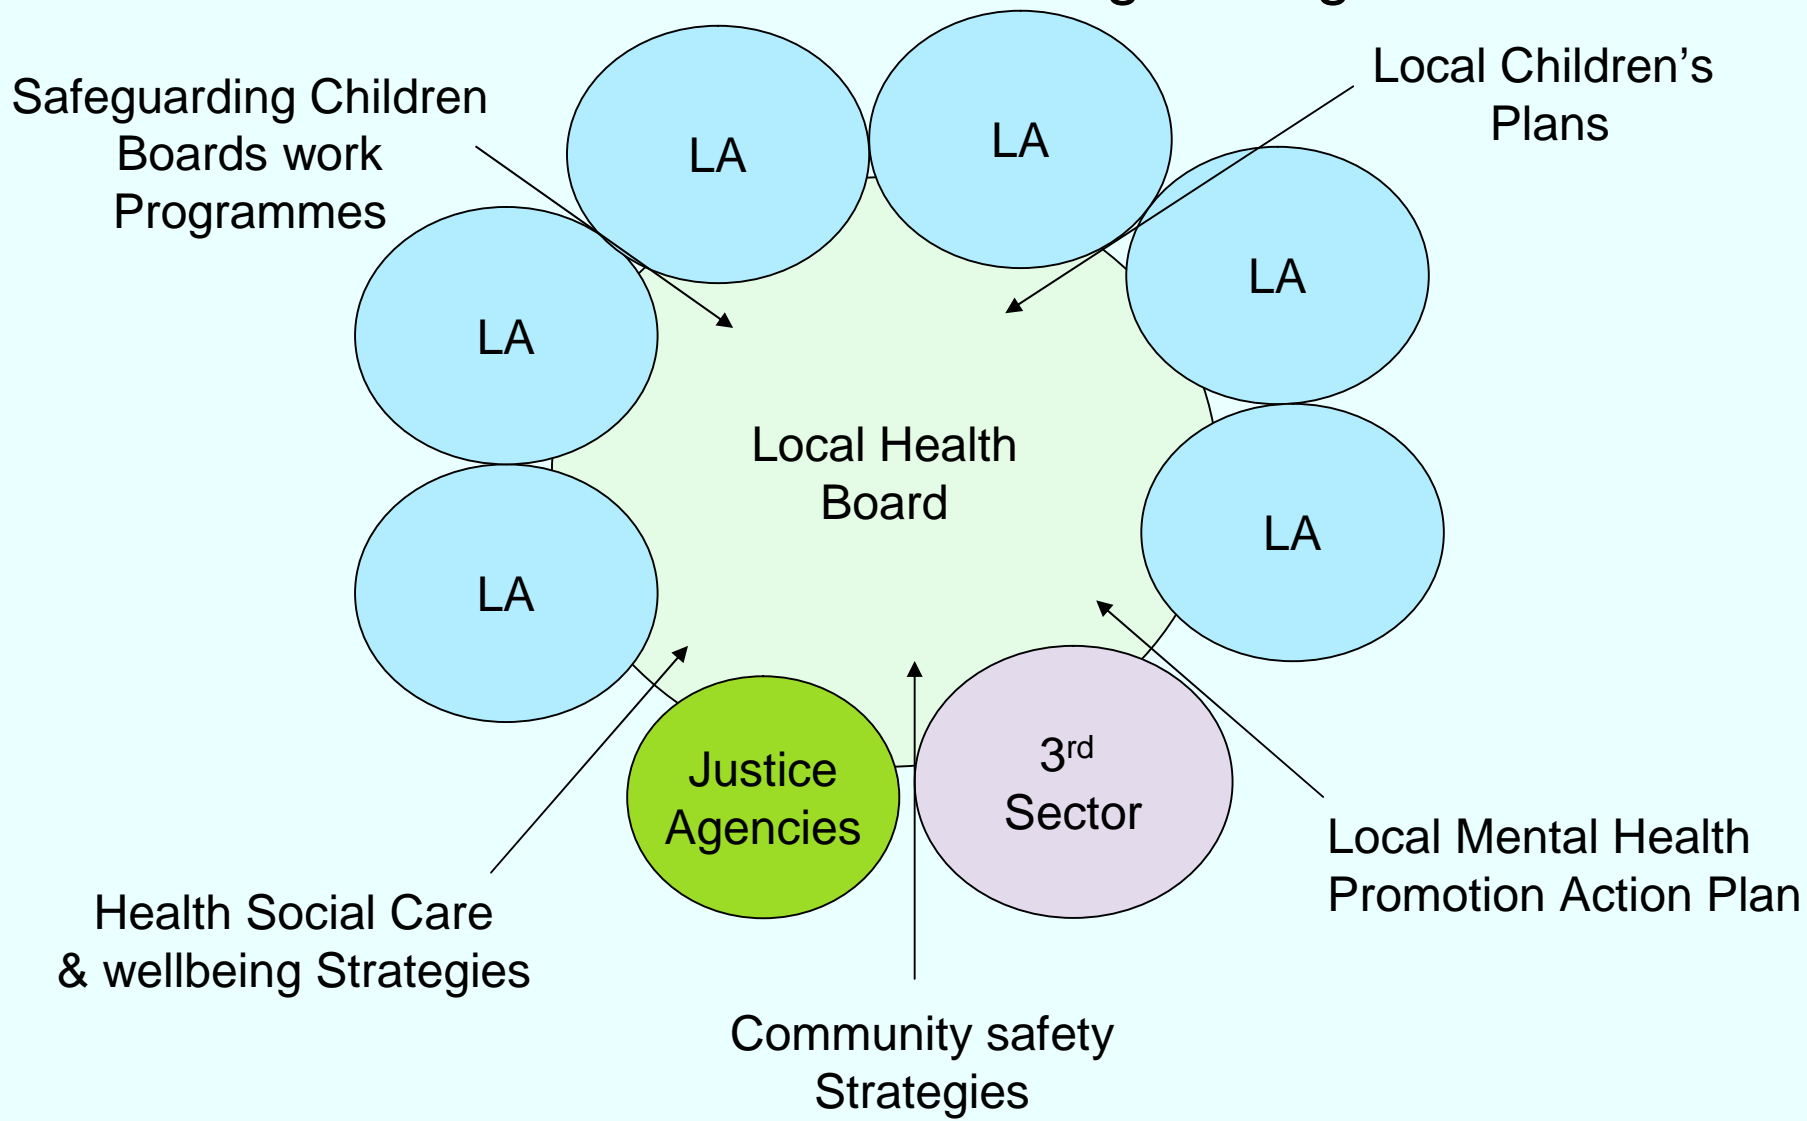 Safeguarding Children
Boards work
Programmes
LA
LA
Local Children’s
Plans
LA
LA
Local Health
Board
LA
LA
Justice
Agencies
3rd
Sector
Local Mental Health
Promotion Action Plan
Health Social Care
& wellbeing Strategies
Community safety
Strategies